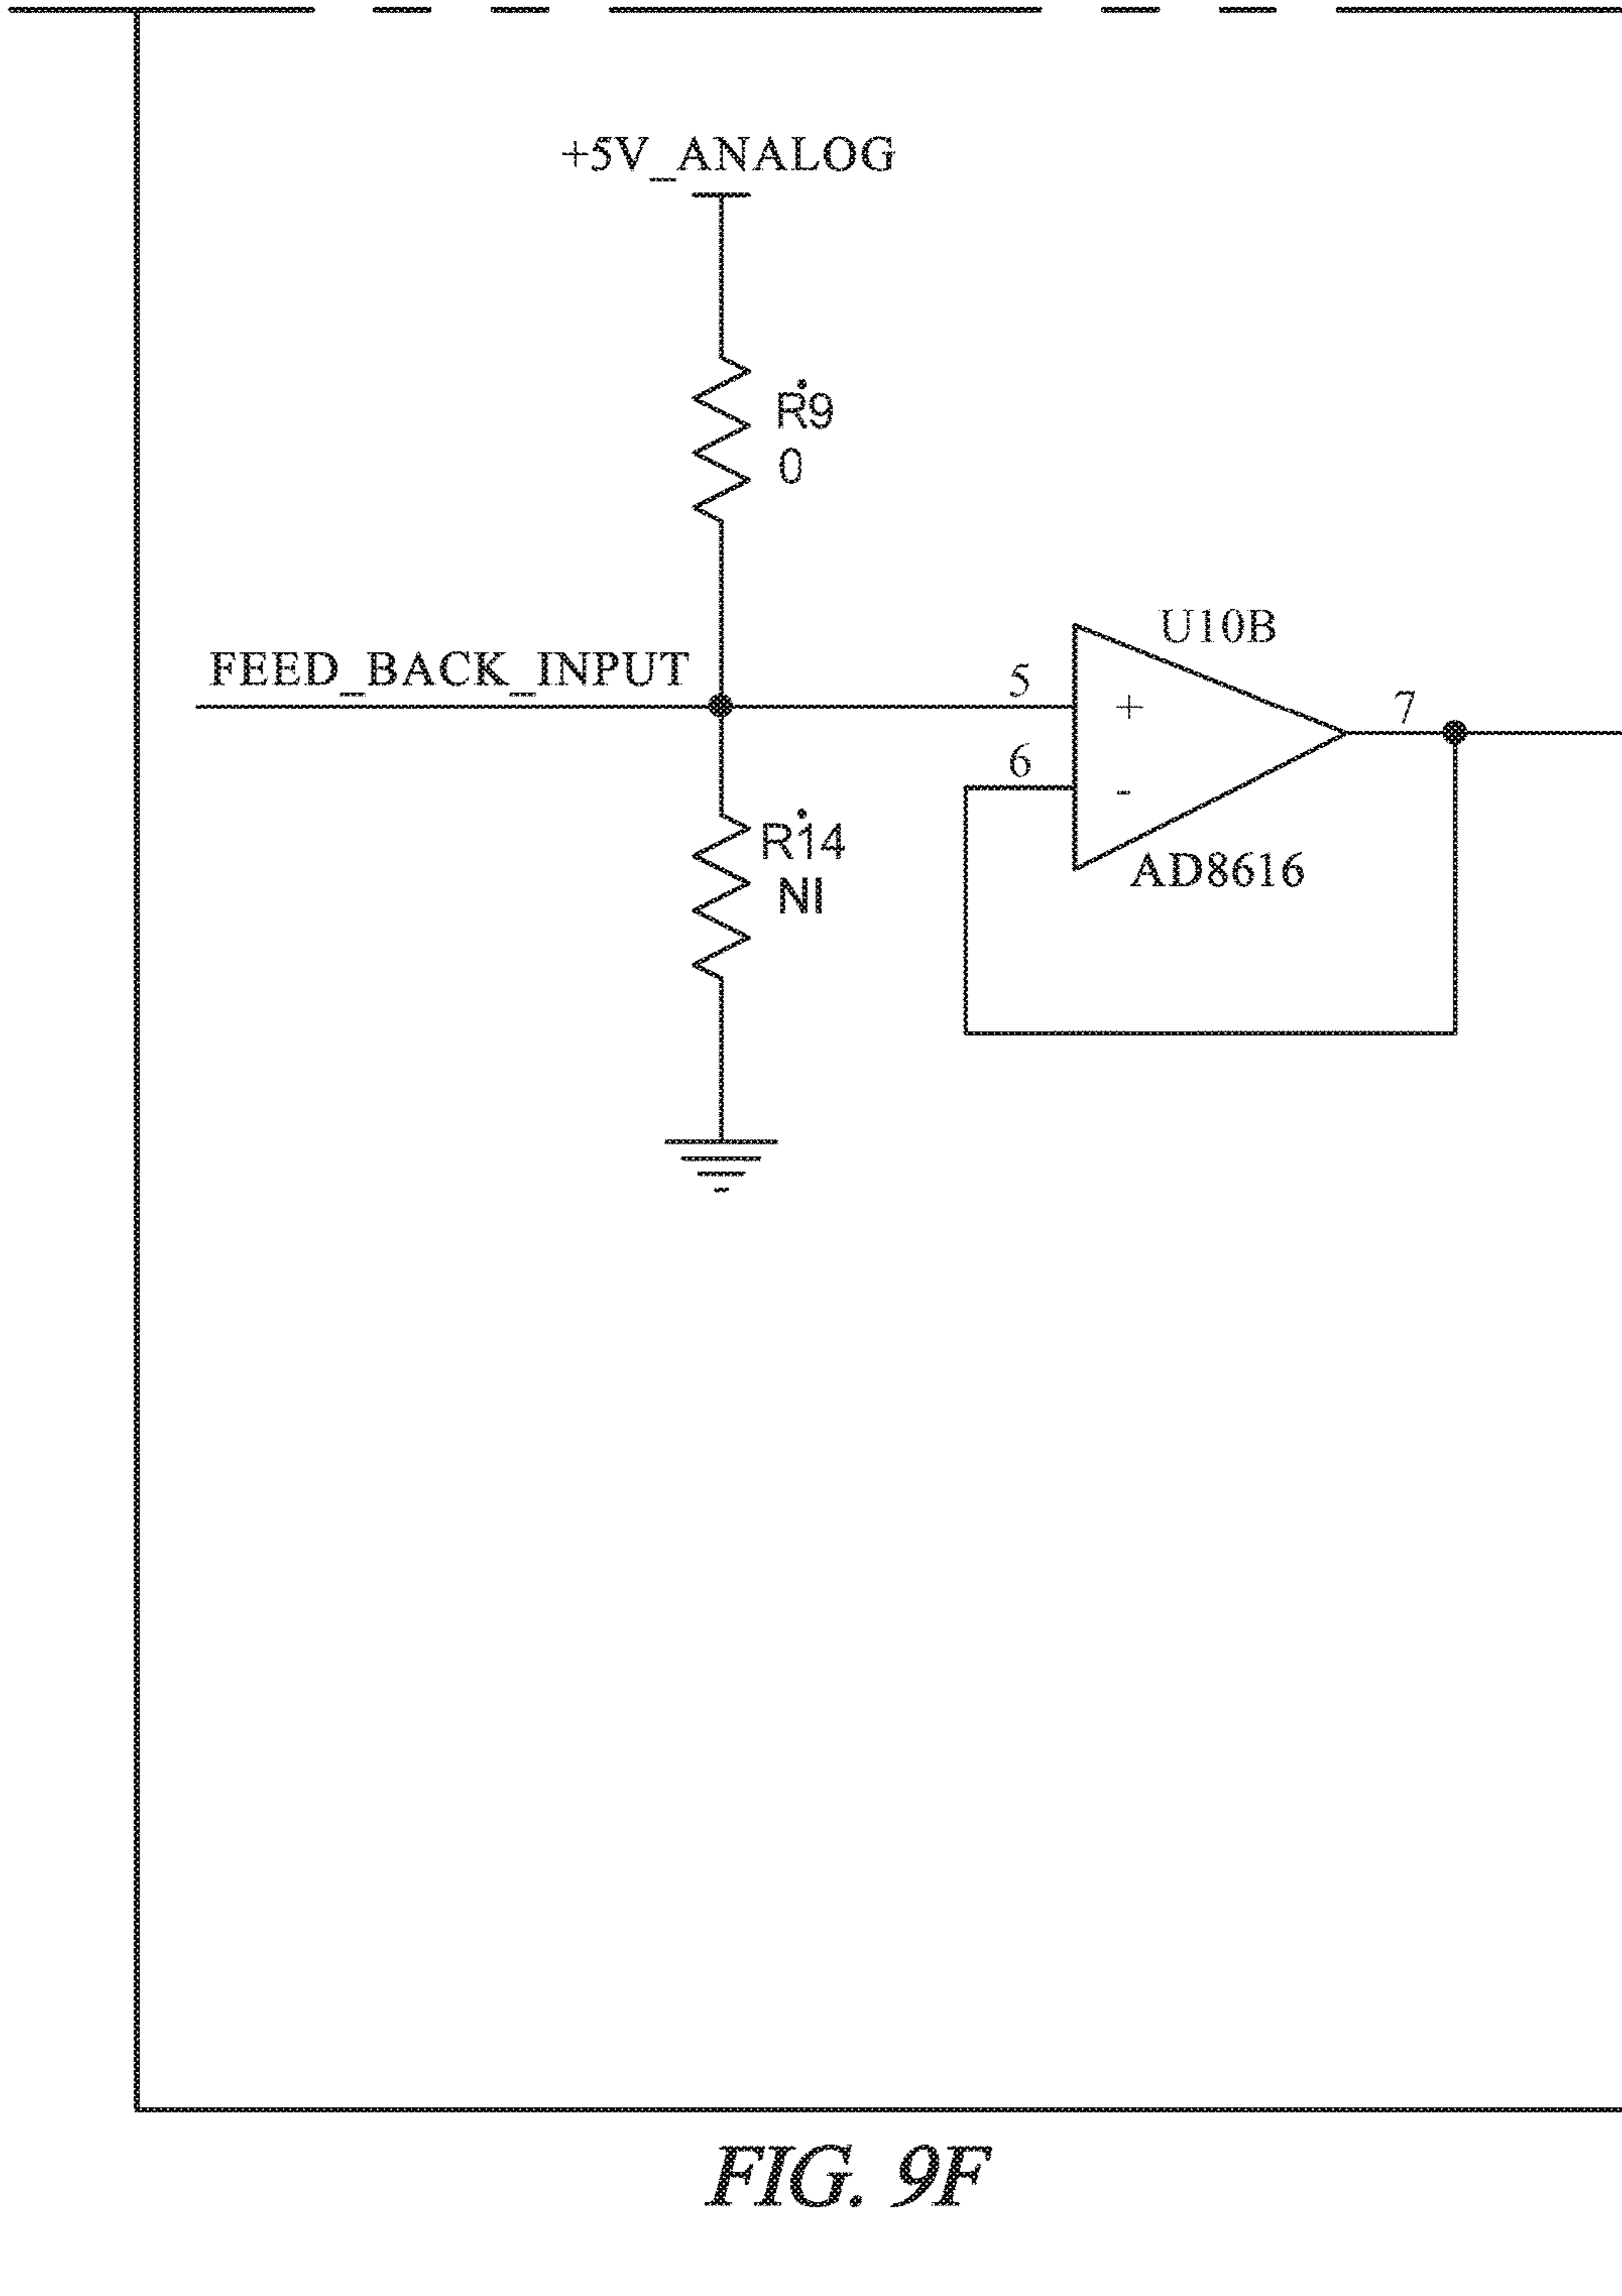 +5V_ANALOG
R9
0
U10B
FEED_BACK_INPUT
5
+
7
6
-
R14
NI
AD8616
FIG. 9F